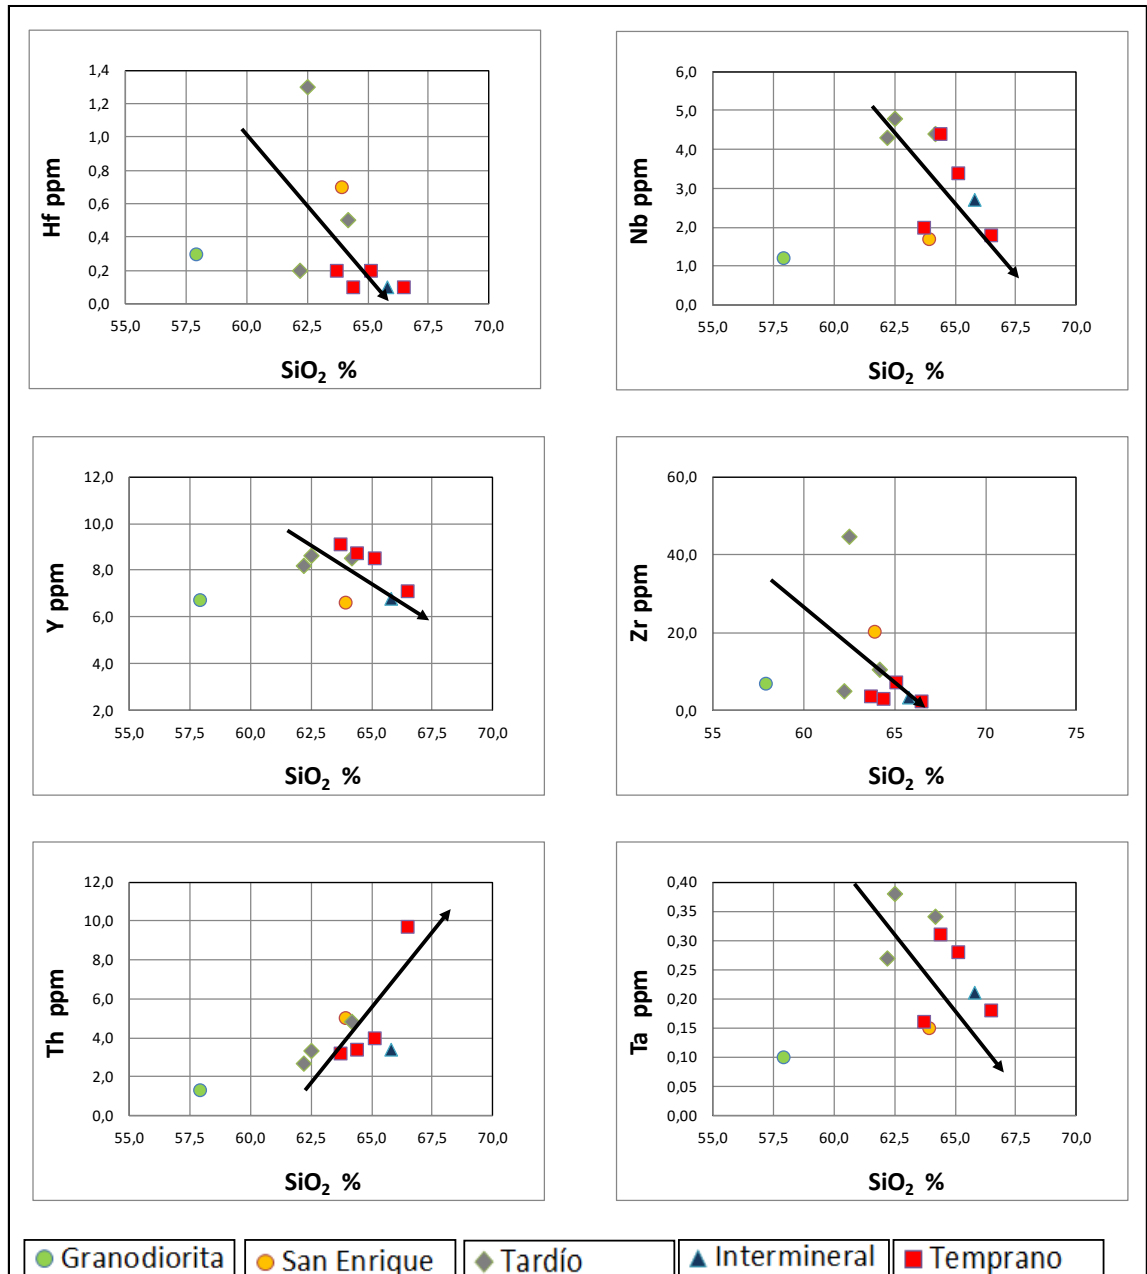 1,4
1,2
1,0
0,8
0,6
0,4
0,2
0,0
Hf ppm
55,0 57,5 60,0 62,5 65,0 67,5 70,0
SiO2 %
6,0
5,0
4,0
3,0
2,0
1,0
0,0
Nb ppm
55,0 57,5 60,0 62,5 65,0 67,5 70,0
SiO2 %
12,0
10,0
8,0
6,0
4,0
2,0
Y ppm
55,0 57,5 60,0 62,5 65,0 67,5 70,0
SiO2 %
60,0
40,0
20,0
0,0
Zr ppm
55 60 65 70 75
SiO2 %
12,0
10,0
8,0
6,0
4,0
2,0
0,0
Th ppm
55,0 57,5 60,0 62,5 65,0 67,5 70,0
SiO2 %
0,40
0,35
0,30
0,25
0,20
0,15
0,10
0,05
0,00
Ta ppm
55,0 57,5 60,0 62,5 65,0 67,5 70,0
SiO2 %
Granodiorita San Enrique Tardío Intermineral Temprano